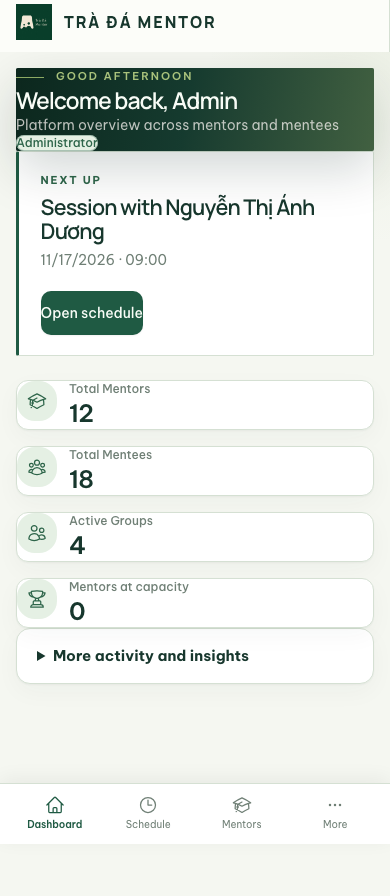 TRÀ ĐÁ MENTOR
GOOD AFTERNOON
Welcome back, Admin
Platform overview across mentors and mentees
Administrator
NEXT UP
Session with Nguyễn Thị Ánh
Dương
11/17/2026 · 09:00
Open schedule
Total Mentors
12
Total Mentees
18
Active Groups
4
Mentors at capacity
0
More activity and insights
Dashboard
Schedule
Mentors
More